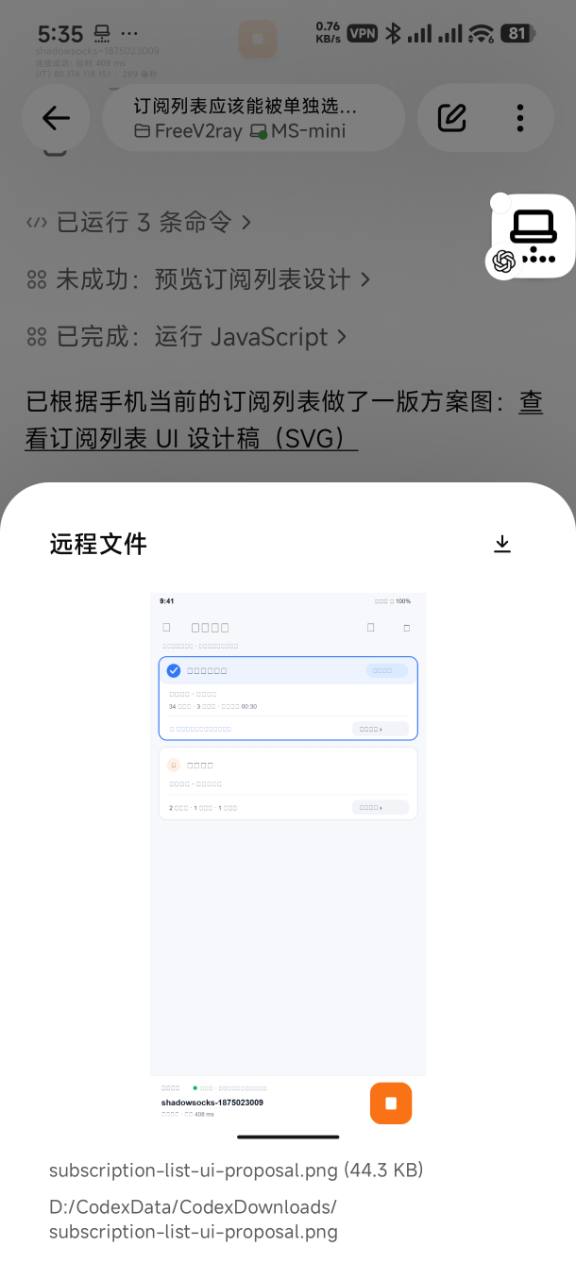 5:35
0.76
KB/s
VPN
81
shadowsocks-1875023009
订阅列表应该能被单独选...
FreeV2ray MS-mini
已运行 3 条命令
未成功：预览订阅列表设计
已完成：运行 JavaScript
已根据手机当前的订阅列表做了一版方案图：查
看订阅列表 UI 设计稿（SVG）
远程文件
9:41
100%
34
3
00:30
2
1
1
shadowsocks-1875023009
408 ms
subscription-list-ui-proposal.png (44.3 KB)
D:/CodexData/CodexDownloads/
subscription-list-ui-proposal.png